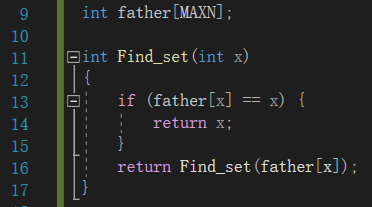 9 int father[MAXN];
10
11 int Find_set(int x)
12 {
13 if (father[x] == x) {
14 return x;
15 }
16 return Find_set(father[x]);
17 }